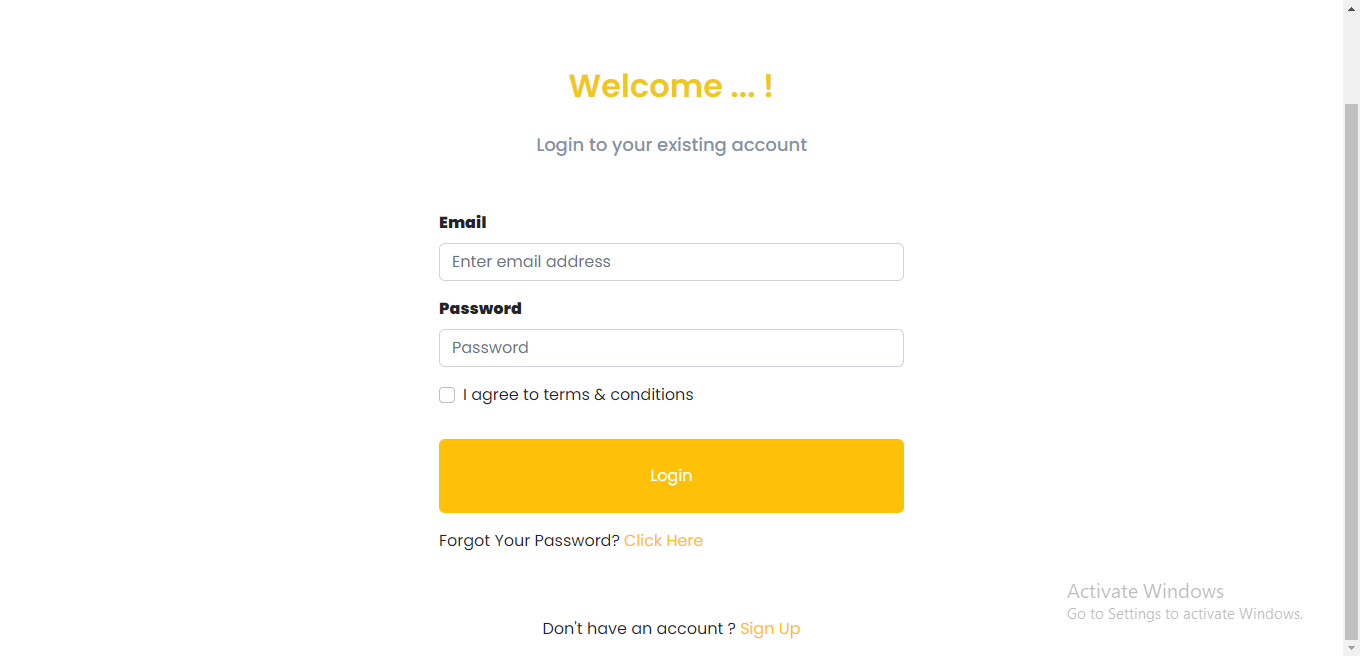 Welcome ... !
Login to your existing account
Email
Enter email address
Password
Password
I agree to terms & conditions
Login
Forgot Your Password? Click Here
Activate Windows
Go to Settings to activate Windows.
Don't have an account ? Sign Up